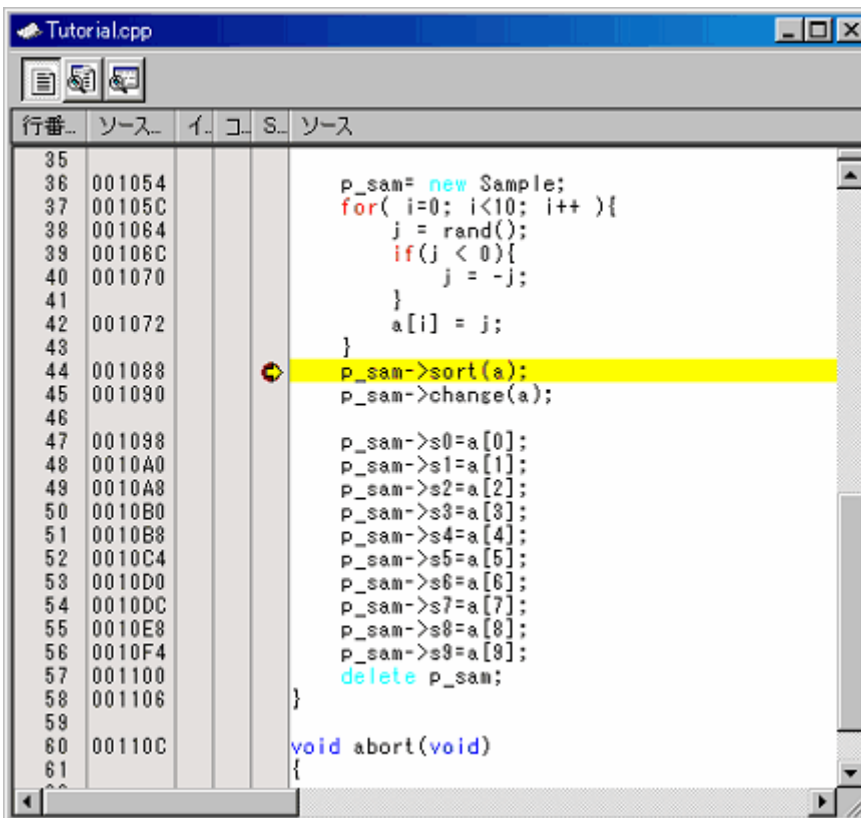 Tutorial.cpp
行番... ソース... イ.. コ.. S... ソース
35
36 001054 p_sam= new Sample;
37 00105C for( i=0; i<10; i++ ){
38 001064 j = rand();
39 00106C if(j < 0){
40 001070 j = -j;
41 }
42 001072 a[i] = j;
43 }
44 001088 p_sam->sort(a);
45 001090 p_sam->change(a);
46
47 001098 p_sam->s0=a[0];
48 0010A0 p_sam->s1=a[1];
49 0010A8 p_sam->s2=a[2];
50 0010B0 p_sam->s3=a[3];
51 0010B8 p_sam->s4=a[4];
52 0010C4 p_sam->s5=a[5];
53 0010D0 p_sam->s6=a[6];
54 0010DC p_sam->s7=a[7];
55 0010E8 p_sam->s8=a[8];
56 0010F4 p_sam->s9=a[9];
57 001100 delete p_sam;
58 001106 }
59
60 00110C void abort(void)
61 {